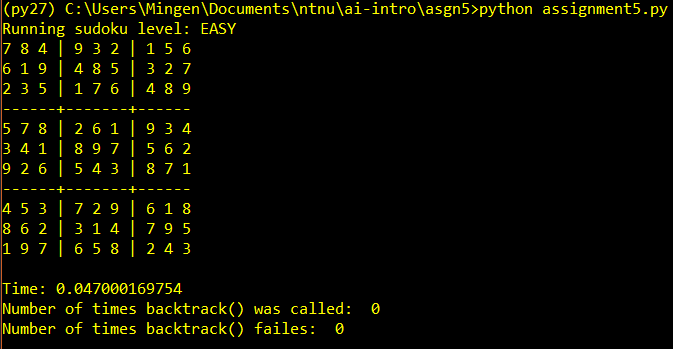 (py27) C:\Users\Mingen\Documents\ntnu\ai-intro\asgn5>python assignment5.py
Running sudoku level: EASY
7 8 4 | 9 3 2 | 1 5 6
6 1 9 | 4 8 5 | 3 2 7
2 3 5 | 1 7 6 | 4 8 9
------+-------+------
5 7 8 | 2 6 1 | 9 3 4
3 4 1 | 8 9 7 | 5 6 2
9 2 6 | 5 4 3 | 8 7 1
------+-------+------
4 5 3 | 7 2 9 | 6 1 8
8 6 2 | 3 1 4 | 7 9 5
1 9 7 | 6 5 8 | 2 4 3
Time: 0.047000169754
Number of times backtrack() was called:  0
Number of times backtrack() failes:  0